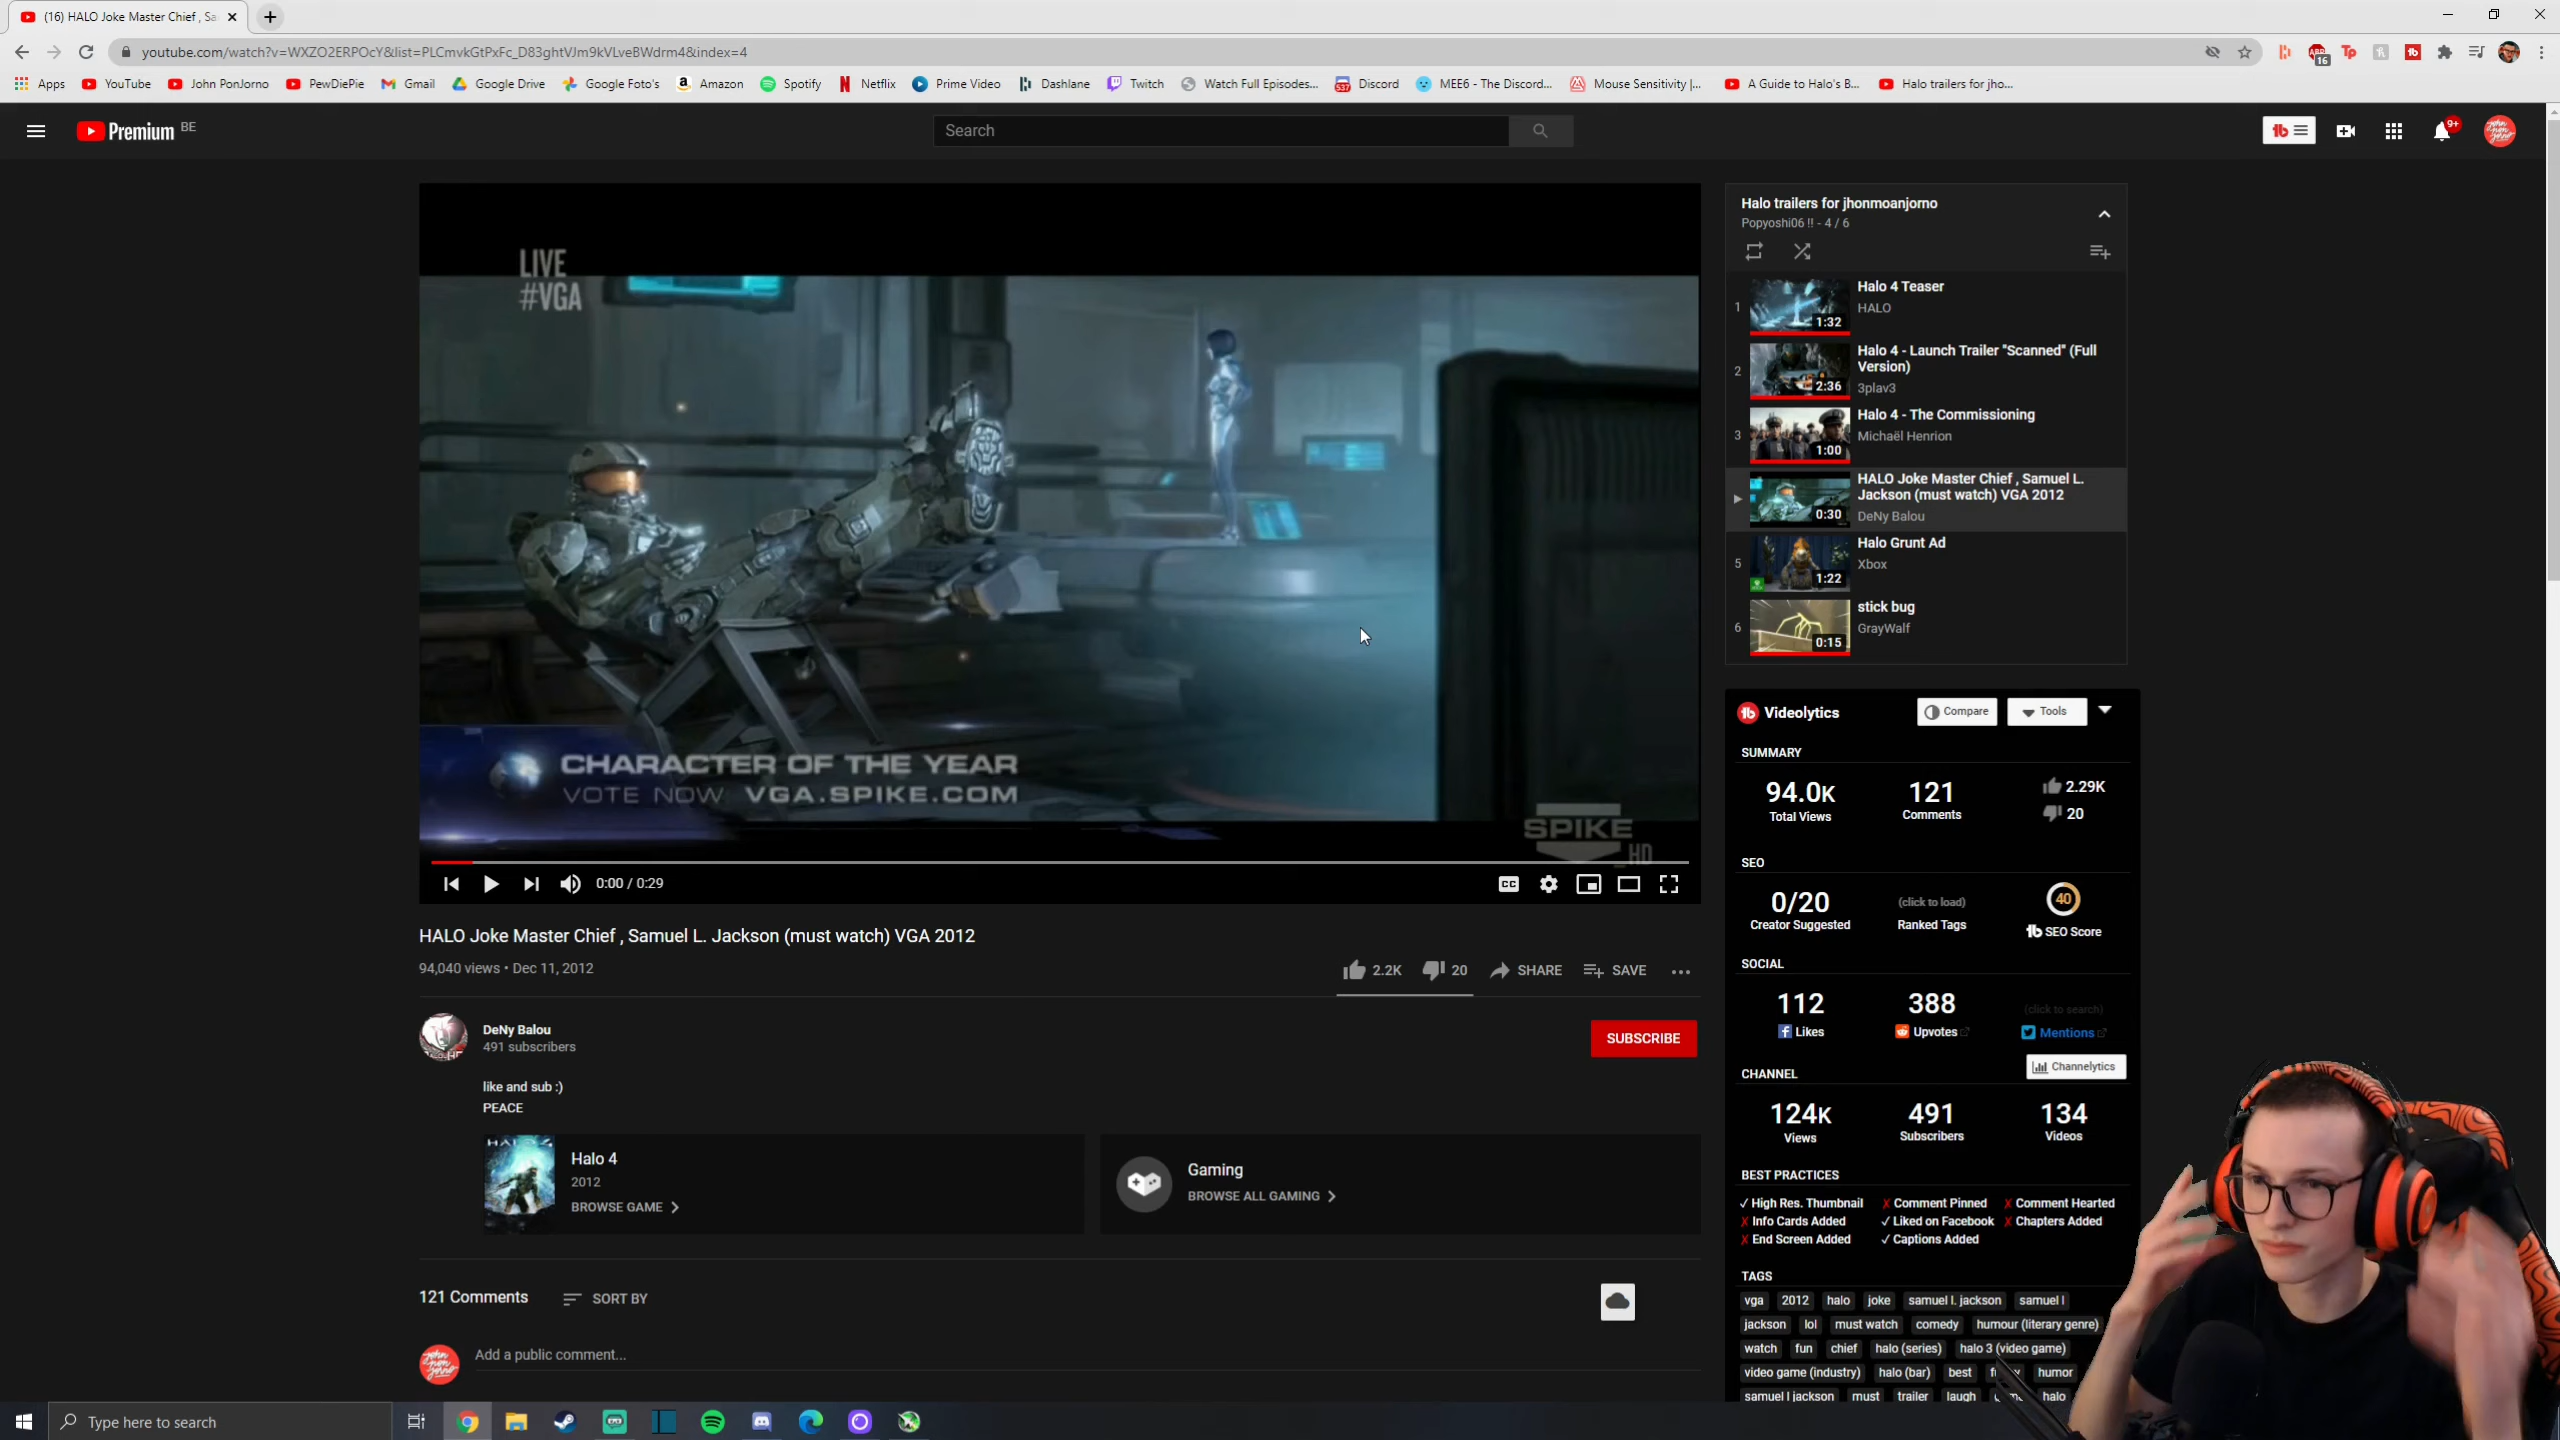 (16) HALO Joke Master Chief , Sa
youtube.com/watch?v=WXZO2ERPOcY&list=PLCmvkGtPxFc_D83ghtVJm9kVLveBWdrm4&index=4
16
Apps YouTube John PonJorno PewDiePie Gmail Google Drive Google Foto's Amazon Spotify Netflix Prime Video Dashlane Twitch Watch Full Episodes... Discord MEE6 - The Discord... Mouse Sensitivity |... A Guide to Halo's B... Halo trailers for jho...
Premium BE
Search
9+
LIVE
#VGA
CHARACTER OF THE YEAR
VOTE NOW VGA.SPIKE.COM
SPIKE
HD
0:00 / 0:29
CC
HALO Joke Master Chief , Samuel L. Jackson (must watch) VGA 2012
94,040 views • Dec 11, 2012
2.2K 20 SHARE SAVE
DeNy Balou
491 subscribers
SUBSCRIBE
like and sub :)
PEACE
Halo 4
2012
BROWSE GAME
Gaming
BROWSE ALL GAMING
121 Comments SORT BY
Add a public comment...
Halo trailers for jhonmoanjorno
Popyoshi06 !! - 4 / 6
1
Halo 4 Teaser
HALO
1:32
2
Halo 4 - Launch Trailer "Scanned" (Full
Version)
3plav3
2:36
3
Halo 4 - The Commissioning
Michaël Henrion
1:00
HALO Joke Master Chief , Samuel L.
Jackson (must watch) VGA 2012
DeNy Balou
0:30
5
Halo Grunt Ad
Xbox
1:22
6
stick bug
GrayWalf
0:15
Videolytics Compare Tools
SUMMARY
94.0K 121 2.29K
Total Views Comments 20
SEO
0/20 (click to load) 40
Creator Suggested Ranked Tags SEO Score
SOCIAL
112 388 (click to search)
Likes Upvotes Mentions
CHANNEL Channelytics
124K 491 134
Views Subscribers Videos
BEST PRACTICES
✓ High Res. Thumbnail ✗ Comment Pinned ✗ Comment Hearted
✗ Info Cards Added ✓ Liked on Facebook ✗ Chapters Added
✗ End Screen Added ✓ Captions Added
TAGS
vga 2012 halo joke samuel l. jackson samuel l
jackson lol must watch comedy humour (literary genre)
watch fun chief halo (series) halo 3 (video game)
video game (industry) halo (bar) best humor
samuel l jackson must trailer laugh halo
Type here to search